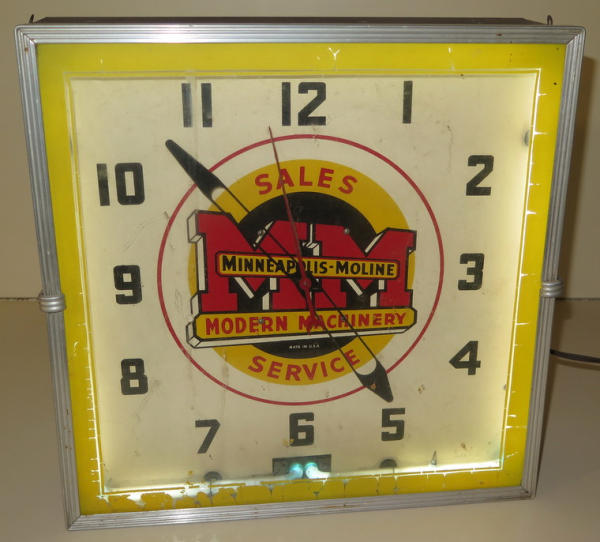 11 12 1
10 2
SALES
MM
9 MINNEAPOLIS-MOLINE 3
MODERN MACHINERY
MADE IN U.S.A.
8 SERVICE 4
7 6 5